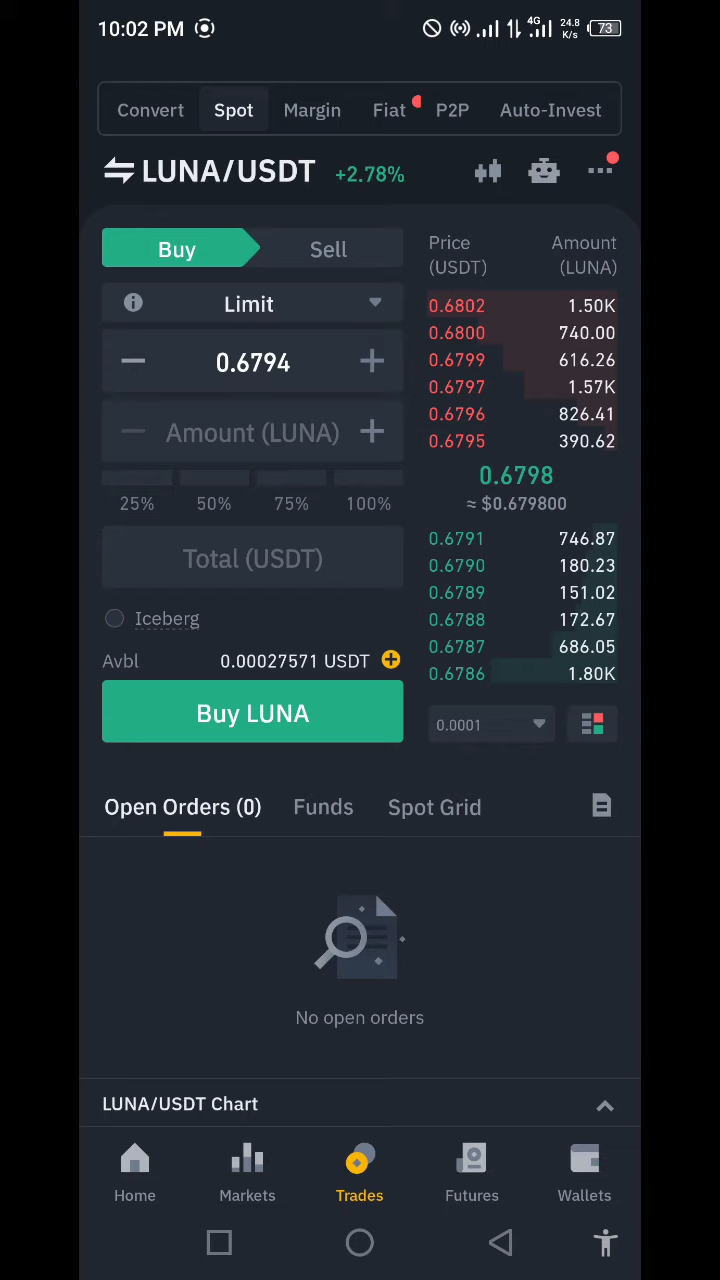 10:02 PM 4G 24.8 K/s 73
Convert Spot Margin Fiat P2P Auto-Invest
LUNA/USDT +2.78%
Buy Sell
Limit
0.6794
Amount (LUNA)
25% 50% 75% 100%
Total (USDT)
Iceberg
Avbl 0.00027571 USDT
Buy LUNA
Price (USDT) Amount (LUNA)
0.6802 1.50K
0.6800 740.00
0.6799 616.26
0.6797 1.57K
0.6796 826.41
0.6795 390.62
0.6798
≈ $0.679800
0.6791 746.87
0.6790 180.23
0.6789 151.02
0.6788 172.67
0.6787 686.05
0.6786 1.80K
0.0001
Open Orders (0) Funds Spot Grid
No open orders
LUNA/USDT Chart
Home Markets Trades Futures Wallets